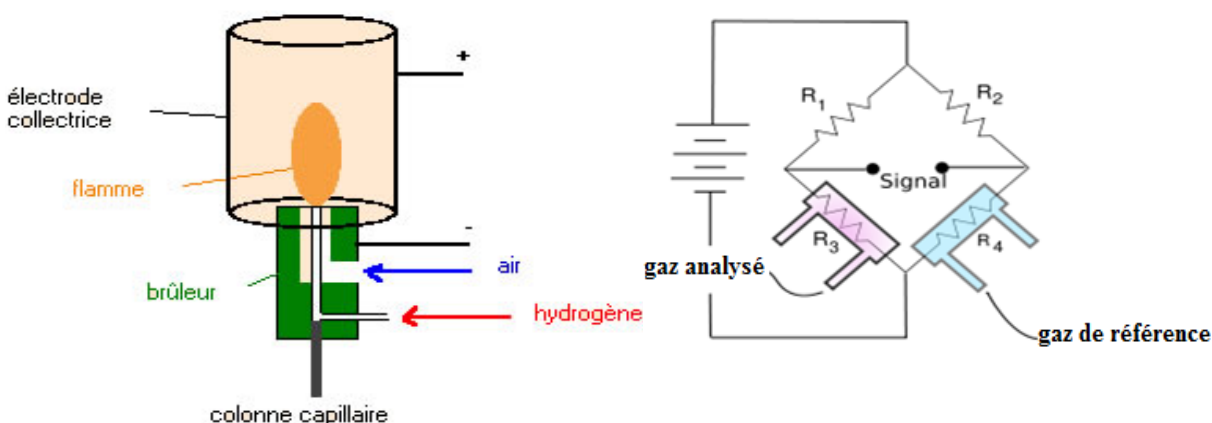 électrode
collectrice
flamme
brûleur
+
-
air
hydrogène
colonne capillaire
R1
R2
Signal
R3
R4
gaz analysé
gaz de référence